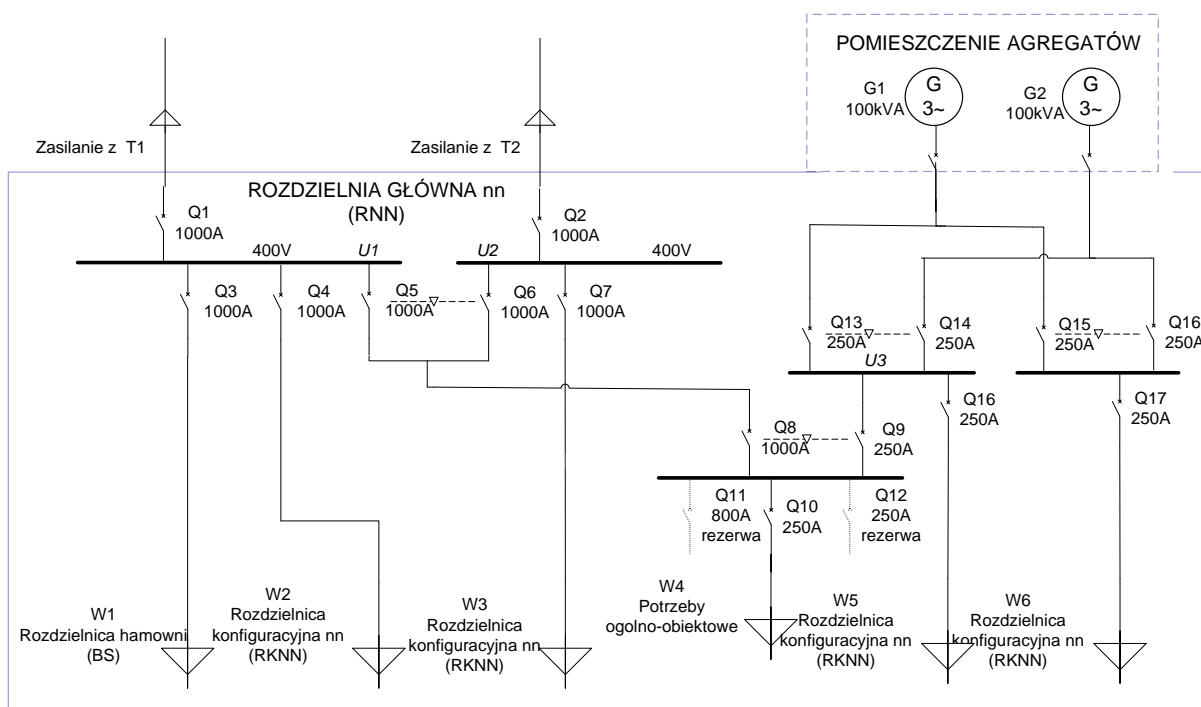 POMIESZCZENIE AGREGATÓW
G1
100kVA
G
3~
G2
100kVA
G
3~
Zasilanie z T1
Zasilanie z T2
ROZDZIELNIA GŁÓWNA nn
(RNN)
Q1
1000A
Q2
1000A
400V
U1
U2
400V
Q3
1000A
Q4
1000A
Q5
1000A
Q6
1000A
Q7
1000A
Q13
250A
Q14
250A
Q15
250A
Q16
250A
U3
Q16
250A
Q17
250A
Q8
1000A
Q9
250A
Q11
800A
rezerwa
Q10
250A
Q12
250A
rezerwa
W1
Rozdzielnica hamowni
(BS)
W2
Rozdzielnica
konfiguracyjna nn
(RKNN)
W3
Rozdzielnica
konfiguracyjna nn
(RKNN)
W4
Potrzeby
ogolno-obiektowe
W5
Rozdzielnica
konfiguracyjna nn
(RKNN)
W6
Rozdzielnica
konfiguracyjna nn
(RKNN)